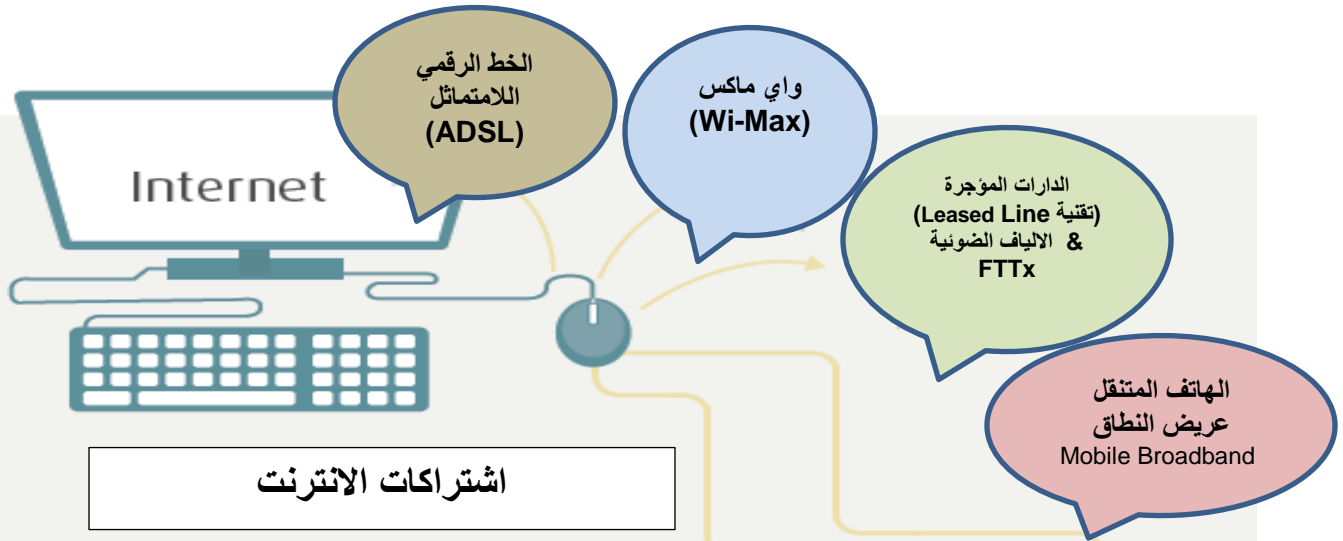 Internet
الخط الرقمي
اللامتماثل
(ADSL)
واي ماكس
(Wi-Max)
الدارات المؤجرة
(تقنية Leased Line)
& الالياف الضوئية
FTTx
الهاتف المتنقل
عريض النطاق
Mobile Broadband
اشتراكات الانترنت